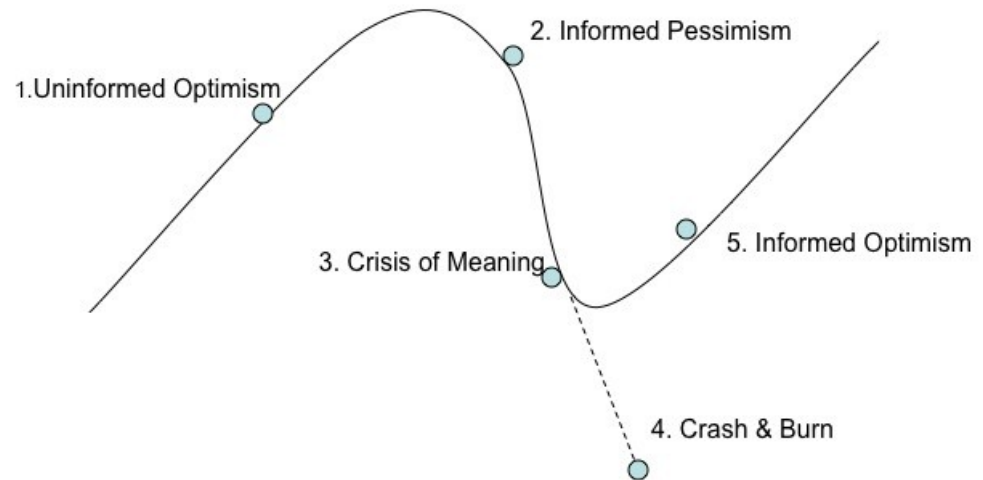 1.Uninformed Optimism
2. Informed Pessimism
3. Crisis of Meaning
4. Crash & Burn
5. Informed Optimism